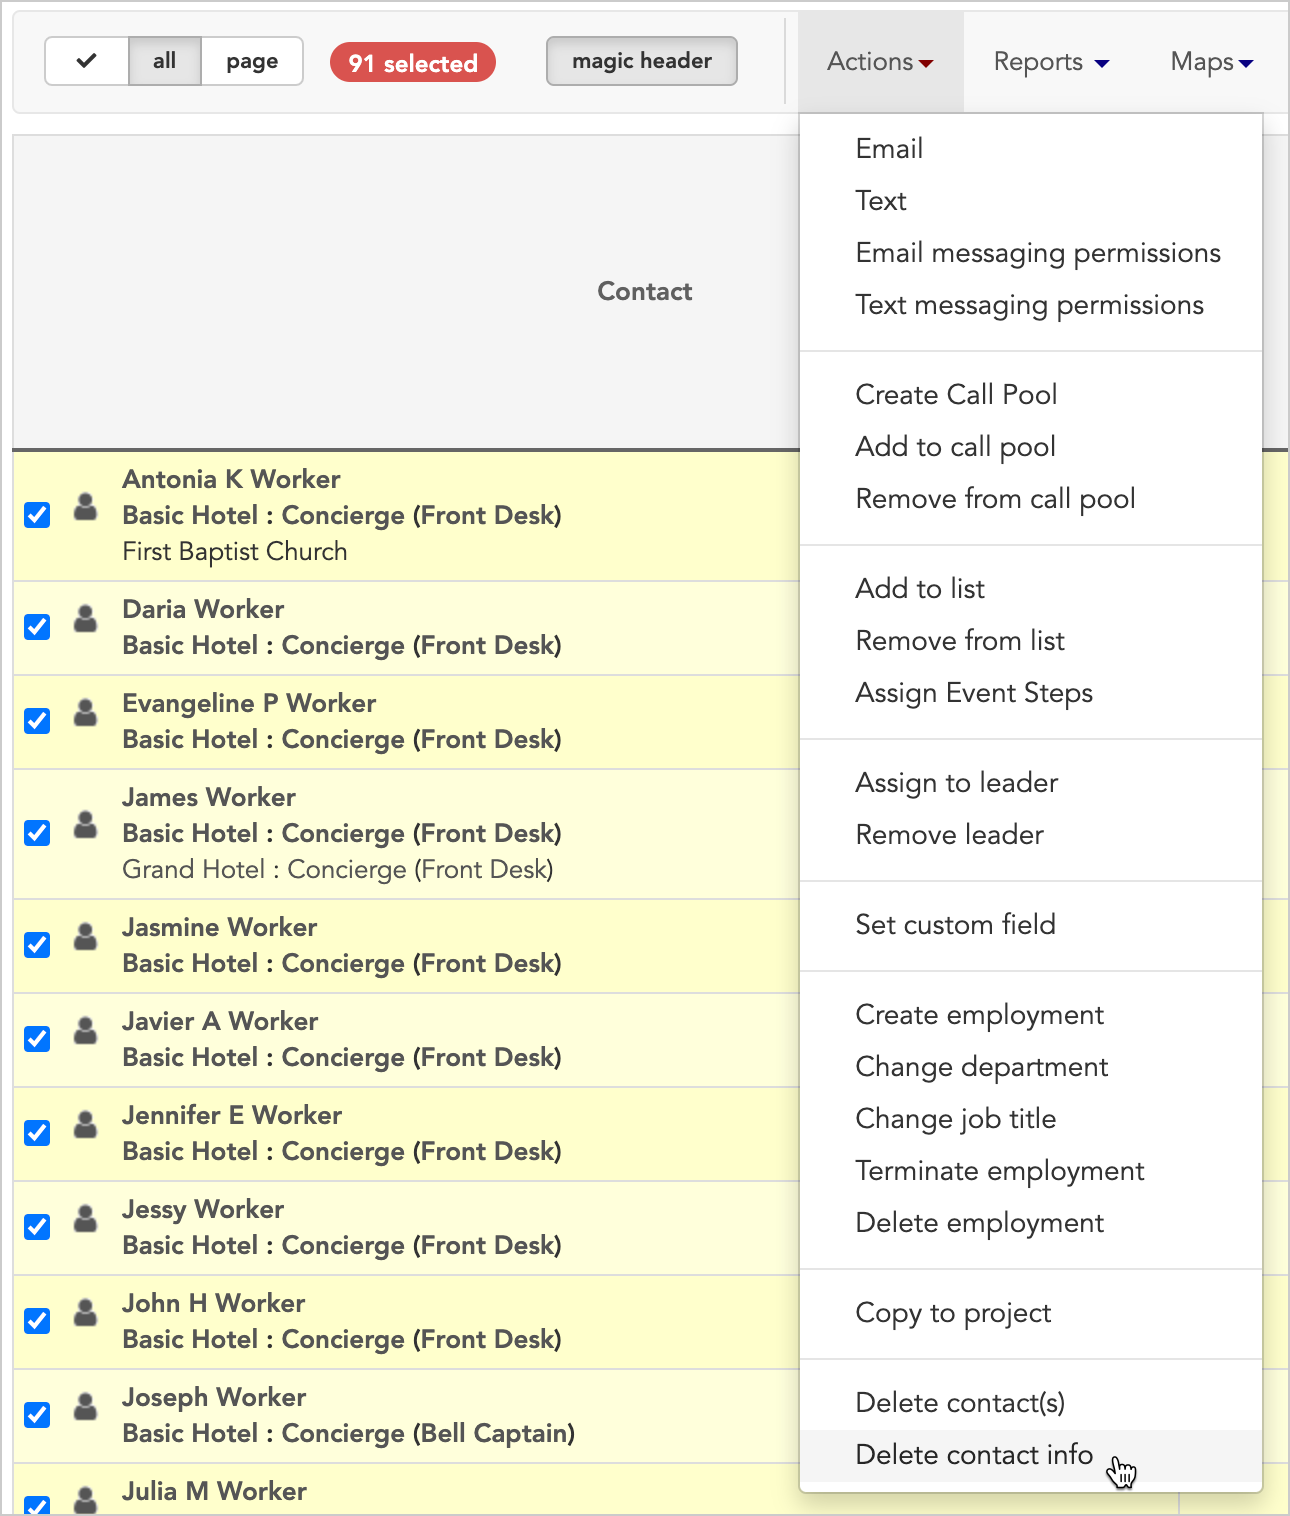 all
page
91 selected
magic header
Actions
Reports
Maps
Contact
Antonia K Worker
Basic Hotel : Concierge (Front Desk)
First Baptist Church
Daria Worker
Basic Hotel : Concierge (Front Desk)
Evangeline P Worker
Basic Hotel : Concierge (Front Desk)
James Worker
Basic Hotel : Concierge (Front Desk)
Grand Hotel : Concierge (Front Desk)
Jasmine Worker
Basic Hotel : Concierge (Front Desk)
Javier A Worker
Basic Hotel : Concierge (Front Desk)
Jennifer E Worker
Basic Hotel : Concierge (Front Desk)
Jessy Worker
Basic Hotel : Concierge (Front Desk)
John H Worker
Basic Hotel : Concierge (Front Desk)
Joseph Worker
Basic Hotel : Concierge (Bell Captain)
Julia M Worker
Email
Text
Email messaging permissions
Text messaging permissions
Create Call Pool
Add to call pool
Remove from call pool
Add to list
Remove from list
Assign Event Steps
Assign to leader
Remove leader
Set custom field
Create employment
Change department
Change job title
Terminate employment
Delete employment
Copy to project
Delete contact(s)
Delete contact info